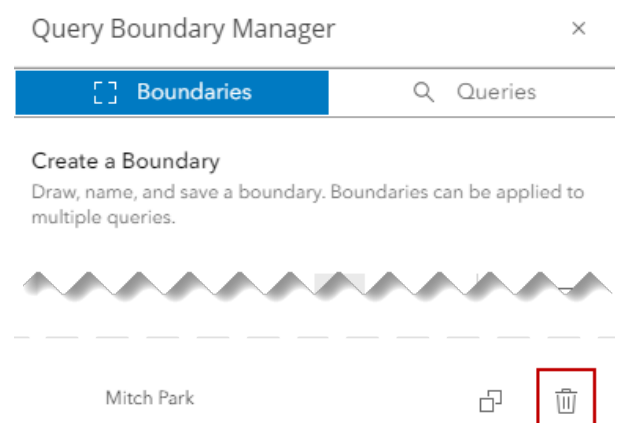 Query Boundary Manager
Boundaries
Queries
Create a Boundary
Draw, name, and save a boundary. Boundaries can be applied to
multiple queries.
Mitch Park